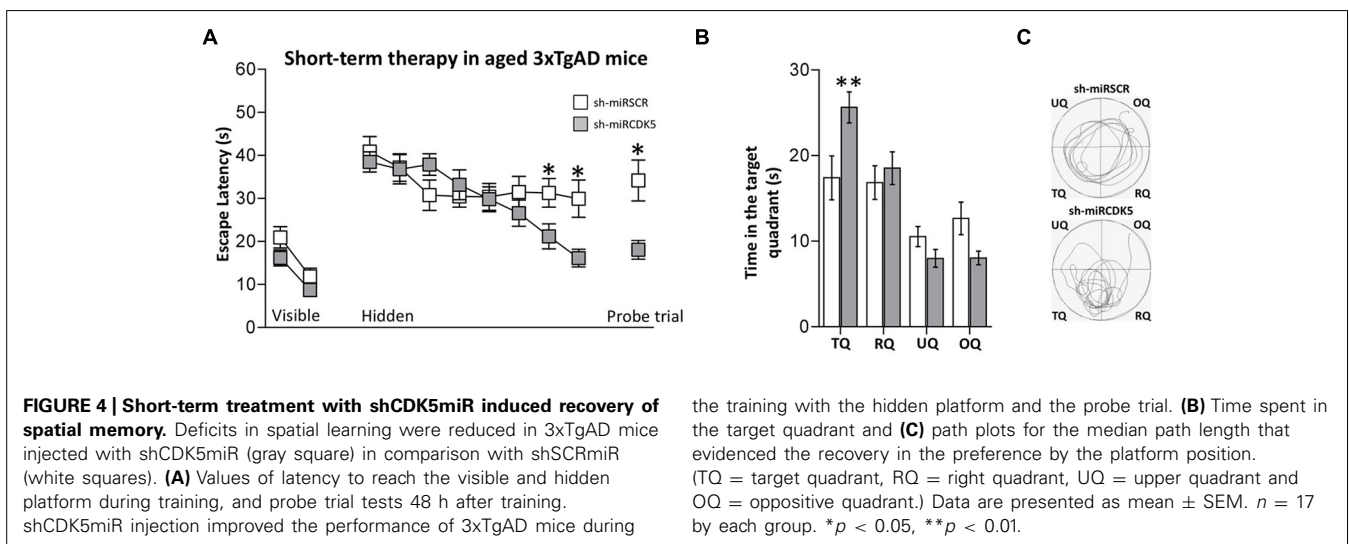 A
Short-term therapy in aged 3xTgAD mice
60
50
40
30
20
10
0
Escape Latency (s)
sh-miRSCR
sh-miRCDK5
*
*
*
Visible
Hidden
Probe trial
B
30
20
10
0
Time in the target
quadrant (s)
**
TQ
RQ
UQ
OQ
C
sh-miRSCR
UQ
OQ
TQ
RQ
sh-miRCDK5
UQ
OQ
TQ
RQ
FIGURE 4 | Short-term treatment with shCDK5miR induced recovery of
spatial memory. Deficits in spatial learning were reduced in 3xTgAD mice
injected with shCDK5miR (gray square) in comparison with shSCRmiR
(white squares). (A) Values of latency to reach the visible and hidden
platform during training, and probe trial tests 48 h after training.
shCDK5miR injection improved the performance of 3xTgAD mice during
the training with the hidden platform and the probe trial. (B) Time spent in
the target quadrant and (C) path plots for the median path length that
evidenced the recovery in the preference by the platform position.
(TQ = target quadrant, RQ = right quadrant, UQ = upper quadrant and
OQ = oppositive quadrant.) Data are presented as mean ± SEM. n = 17
by each group. *p < 0.05, **p < 0.01.